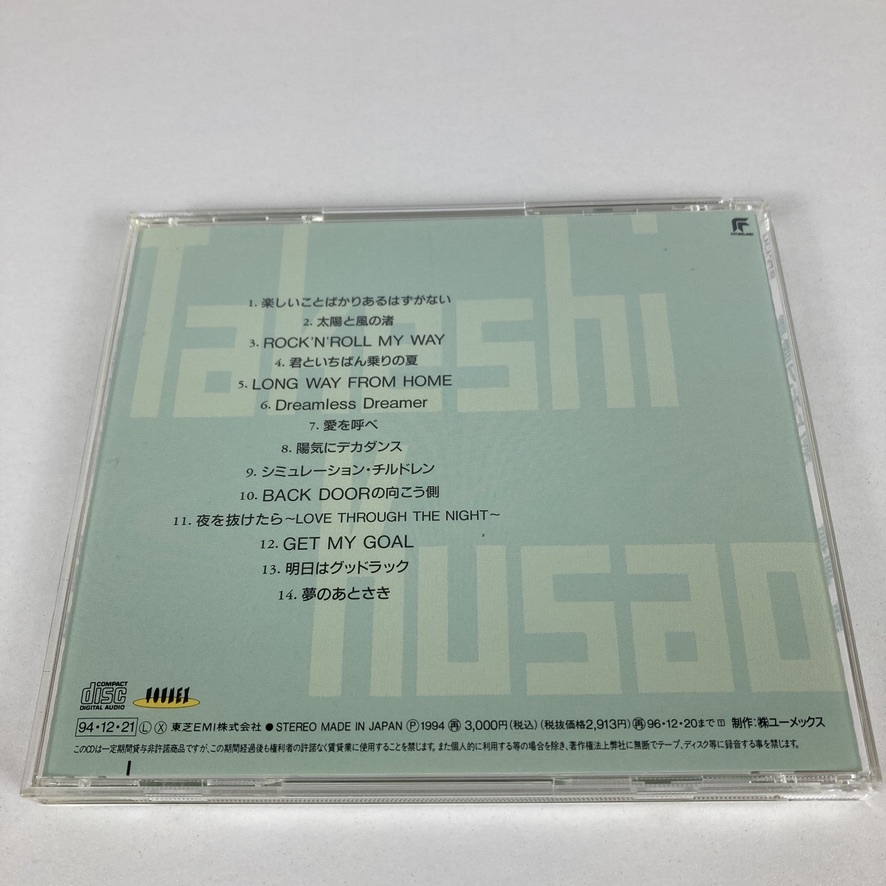 Takeshi
Kusao
1. 楽しいことばかりあるはずがない
2. 太陽と風の渚
3. ROCK'N'ROLL MY WAY
4. 君といちばん乗りの夏
5. LONG WAY FROM HOME
6. Dreamless Dreamer
7. 愛を呼べ
8. 陽気にデカダンス
9. シミュレーション・チルドレン
10. BACK DOORの向こう側
11. 夜を抜けたら〜LOVE THROUGH THE NIGHT〜
12. GET MY GOAL
13. 明日はグッドラック
14. 夢のあとさき
COMPACT
disc
DIGITAL AUDIO
94・12・21 Ⓛ Ⓧ 東芝EMI株式会社 ● STEREO MADE IN JAPAN Ⓟ 1994 ㊢ 3,000円(税込)(税抜価格2,913円) ㊢ 96・12・20まで 制作:㈱ユーメックス
このCDは一定期間貸与非許諾商品ですが、この期間経過後も権利者の許諾なく賃貸業に使用することを禁じます。また個人的に利用する等の場合を除き、著作権法上弊社に無断でテープ、ディスク等に録音する事を禁じます。